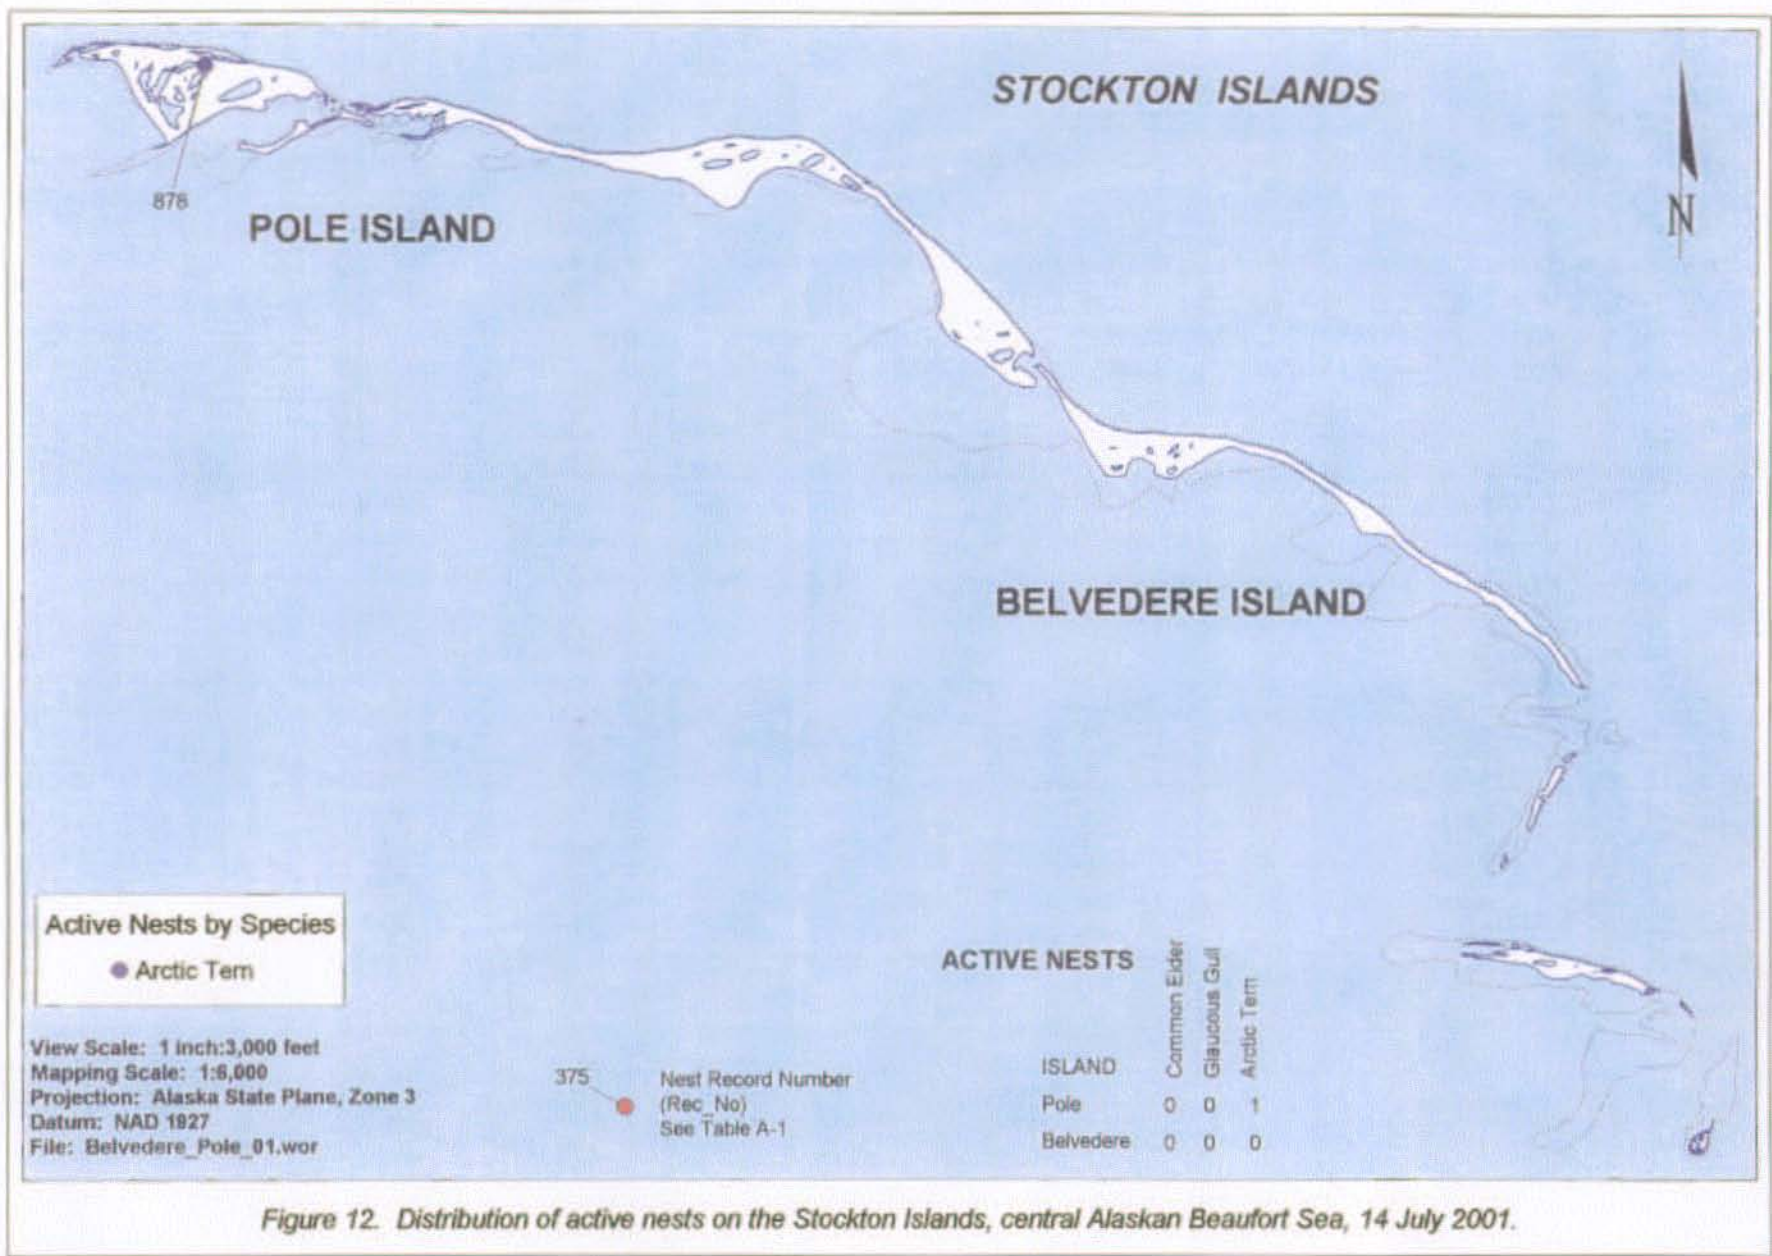 STOCKTON ISLANDS
N
878
POLE ISLAND
BELVEDERE ISLAND
Active Nests by Species
Arctic Tern
View Scale: 1 inch:3,000 feet
Mapping Scale: 1:6,000
Projection: Alaska State Plane, Zone 3
Datum: NAD 1927
File: Belvedere_Pole_01.wor
375
Nest Record Number
(Rec_No)
See Table A-1
ACTIVE NESTS
Common Eider
Glaucous Gull
Arctic Tern
ISLAND
Pole 0 0 1
Belvedere 0 0 0
Figure 12. Distribution of active nests on the Stockton Islands, central Alaskan Beaufort Sea, 14 July 2001.